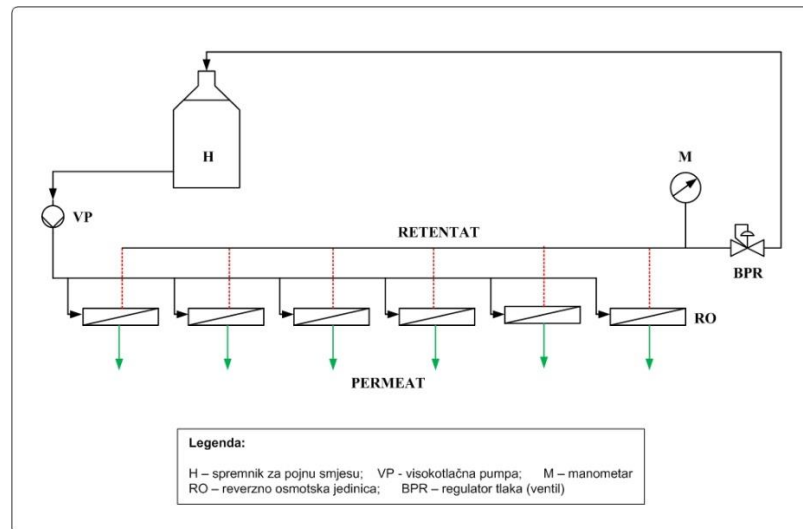 H
M
VP
RETENTAT
BPR
RO
PERMEAT
Legenda:
H – spremnik za pojnu smjesu; VP - visokotlačna pumpa; M – manometar
RO – reverzno osmotska jedinica; BPR – regulator tlaka (ventil)